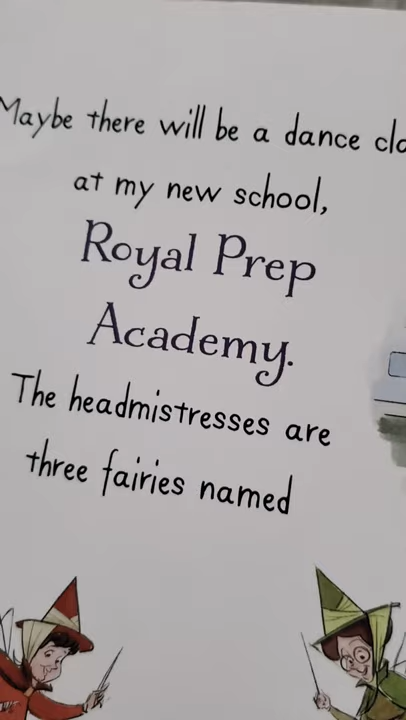 Maybe there will be a dance
at my new school,
Royal Prep
Academy.
The headmistresses are
three fairies named